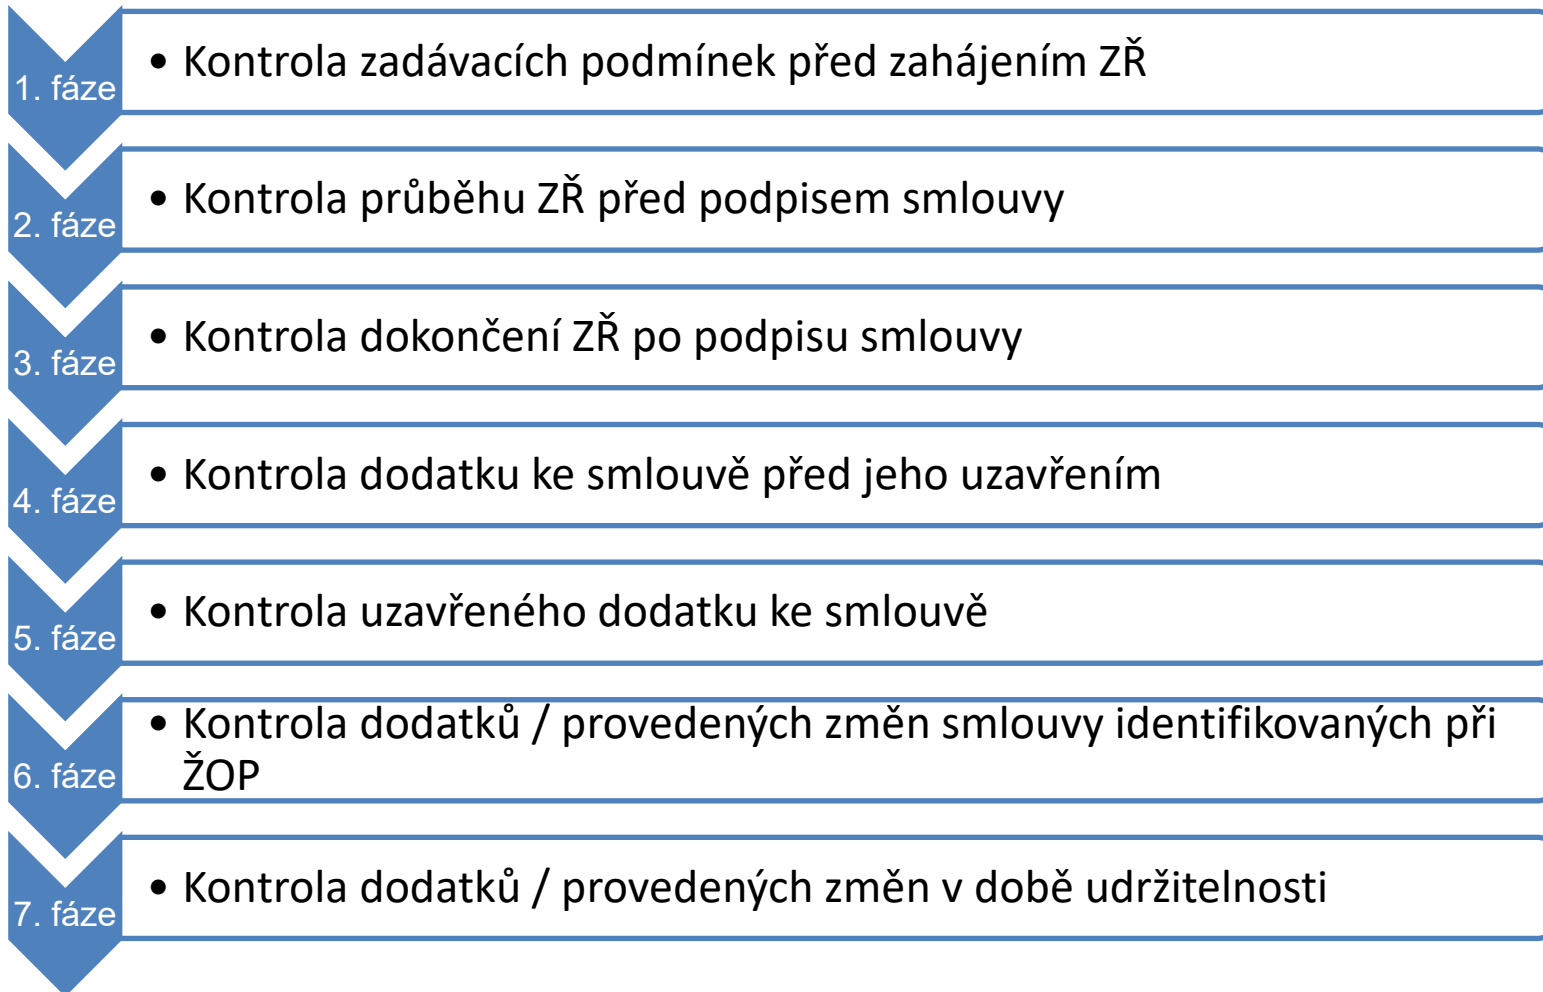 1. fáze
• Kontrola zadávacích podmínek před zahájením ZŘ
2. fáze
• Kontrola průběhu ZŘ před podpisem smlouvy
3. fáze
• Kontrola dokončení ZŘ po podpisu smlouvy
4. fáze
• Kontrola dodatku ke smlouvě před jeho uzavřením
5. fáze
• Kontrola uzavřeného dodatku ke smlouvě
6. fáze
• Kontrola dodatků / provedených změn smlouvy identifikovaných při
ŽOP
7. fáze
• Kontrola dodatků / provedených změn v době udržitelnosti